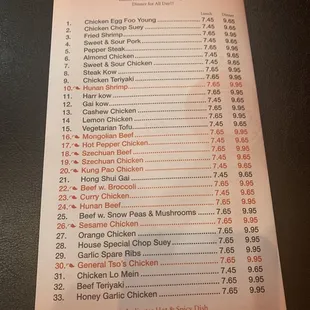 Dinner for All Day!!
Lunch Dinner
1. Chicken Egg Foo Young 7.45 9.65
2. Chicken Chop Suey 7.45 9.65
3. Fried Shrimp 7.65 9.95
4. Sweet & Sour Pork 7.45 9.65
5. Pepper Steak 7.65 9.95
6. Almond Chicken 7.45 9.65
7. Sweet & Sour Chicken 7.45 9.65
8. Steak Kow 7.65 9.95
9. Chicken Teriyaki 7.45 9.65
10. Hunan Shrimp 7.65 9.95
11. Harr kow 7.65 9.95
12. Gai kow 7.45 9.65
13. Cashew Chicken 7.45 9.65
14. Lemon Chicken 7.45 9.65
15. Vegetarian Tofu 7.45 9.65
16. Mongolian Beef 7.65 9.95
17. Hot Pepper Chicken 7.45 9.65
18. Szechuan Beef 7.65 9.95
19. Szechuan Chicken 7.45 9.65
20. Kung Pao Chicken 7.45 9.65
21. Hong Shui Gai 7.45 9.65
22. Beef w. Broccoli 7.65 9.95
23. Curry Chicken 7.45 9.65
24. Hunan Beef 7.65 9.95
25. Beef w. Snow Peas & Mushrooms 7.65 9.95
26. Sesame Chicken 7.65 9.95
27. Orange Chicken 7.65 9.95
28. House Special Chop Suey 7.65 9.95
29. Garlic Spare Ribs 7.65 9.95
30. General Tso's Chicken 7.65 9.95
31. Chicken Lo Mein 7.45 9.65
32. Beef Teriyaki 7.65 9.95
33. Honey Garlic Chicken 7.65 9.95
Hot & Spicy Dish